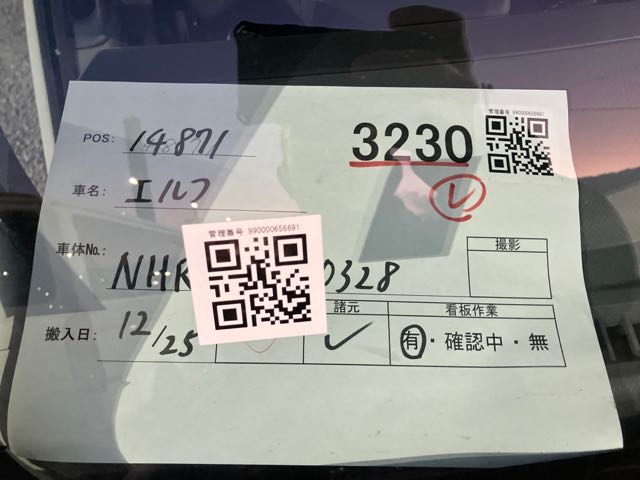 管理番号 990000656691
3230
POS: 14871
レ
車名: エルフ
管理番号 990000656691
車体No.: NHR 0328
撮影
搬入日: 12/25
諸元
看板作業
有・確認中・無